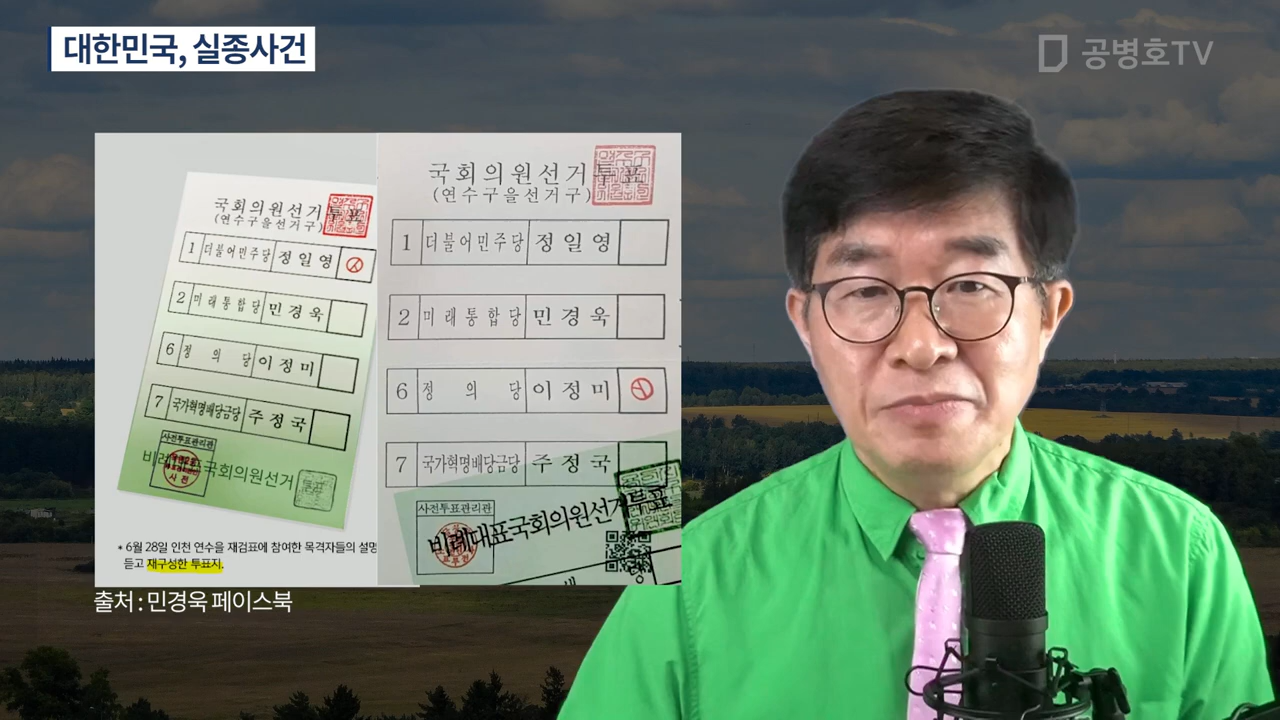 대한민국, 실종사건
공병호TV
국회의원선거투표
(연수구을선거구)
1 더불어민주당 정일영
2 미래통합당 민경욱
6 정의당 이정미
7 국가혁명배당금당 주정국
사전투표관리관
비례대표국회의원선거
* 6월 28일 인천 연수을 재검표에 참여한 목격자들의 설명
듣고 재구성한 투표지.
국회의원선거투표
(연수구을선거구)
1 더불어민주당 정일영
2 미래통합당 민경욱
6 정의당 이정미
7 국가혁명배당금당 주정국
사전투표관리관
비례대표국회의원선거투표
출처 : 민경욱 페이스북